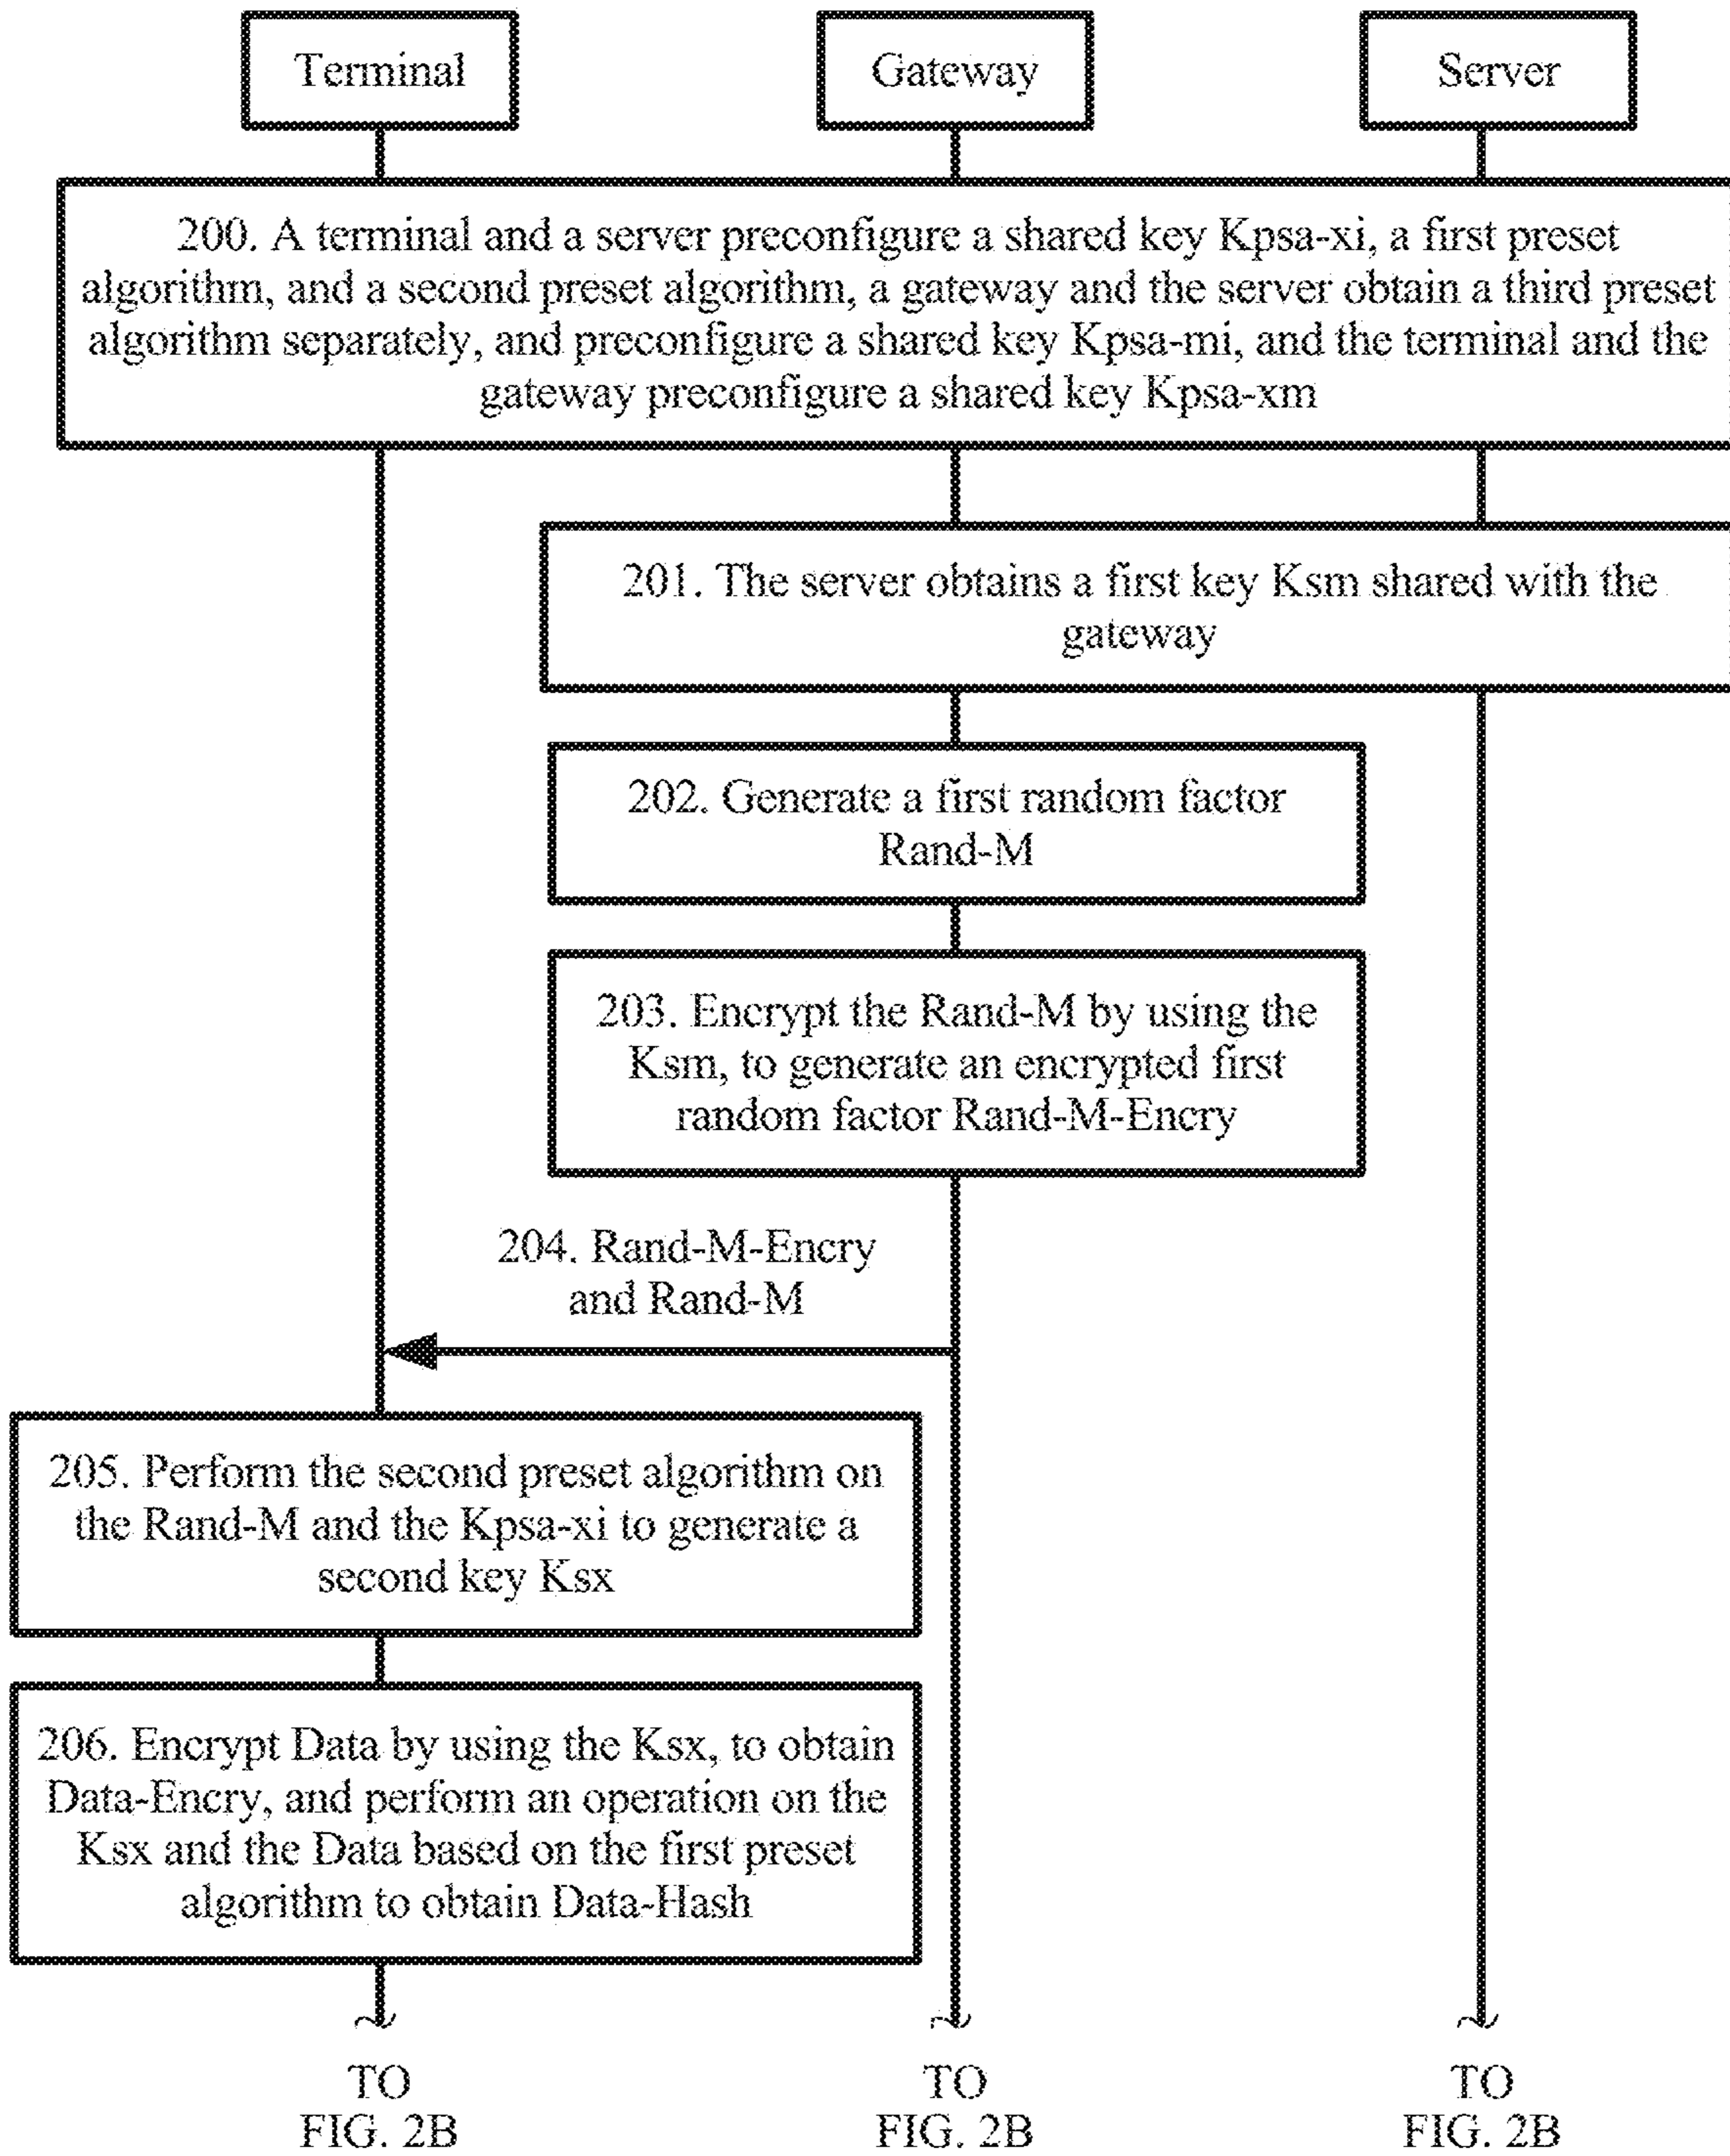 Terminal
Gateway
Server
200. A terminal and a server preconfigure a shared key Kpsa-xi, a first preset
algorithm, and a second preset algorithm, a gateway and the server obtain a third preset
algorithm separately, and preconfigure a shared key Kpsa-mi, and the terminal and the
gateway preconfigure a shared key Kpsa-xm
201. The server obtains a first key Ksm shared with the
gateway
202. Generate a first random factor
Rand-M
203. Encrypt the Rand-M by using the
Ksm, to generate an encrypted first
random factor Rand-M-Encry
204. Rand-M-Encry
and Rand-M
205. Perform the second preset algorithm on
the Rand-M and the Kpsa-xi to generate a
second key Ksx
206. Encrypt Data by using the Ksx, to obtain
Data-Encry, and perform an operation on the
Ksx and the Data based on the first preset
algorithm to obtain Data-Hash
TO
FIG. 2B
TO
FIG. 2B
TO
FIG. 2B